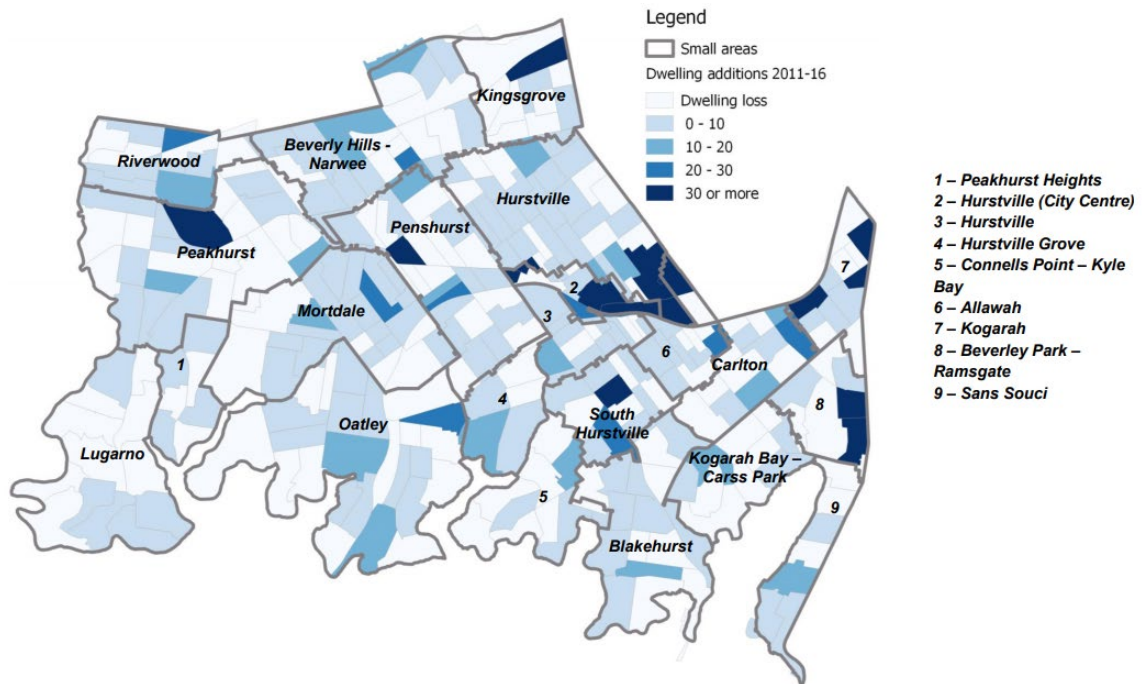 Legend
Small areas
Dwelling additions 2011-16
Dwelling loss
0 - 10
10 - 20
20 - 30
30 or more
Kingsgrove
Riverwood
Beverly Hills -
Narwee
Hurstville
Peakhurst
Penshurst
7
2
Mortdale
3
6
1
Carlton
4
8
Oatley
South
Hurstville
Lugarno
Kogarah Bay –
Carss Park
5
9
Blakehurst
1 – Peakhurst Heights
2 – Hurstville (City Centre)
3 – Hurstville
4 – Hurstville Grove
5 – Connells Point – Kyle
Bay
6 – Allawah
7 – Kogarah
8 – Beverley Park –
Ramsgate
9 – Sans Souci